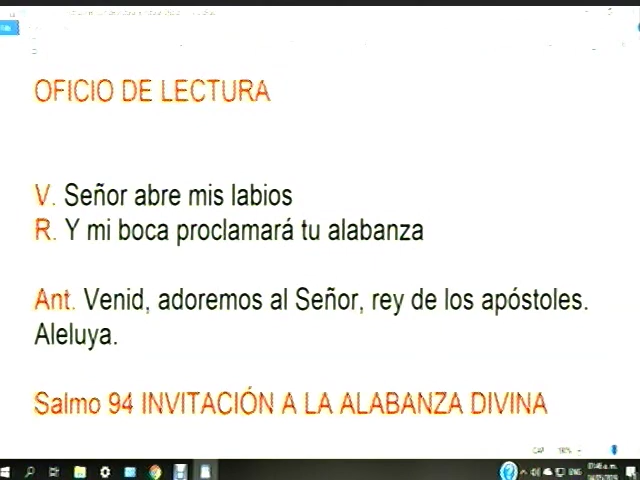 OFICIO DE LECTURA
V. Señor abre mis labios
R. Y mi boca proclamará tu alabanza
Ant. Venid, adoremos al Señor, rey de los apóstoles.
Aleluya.
Salmo 94 INVITACIÓN A LA ALABANZA DIVINA
ENG